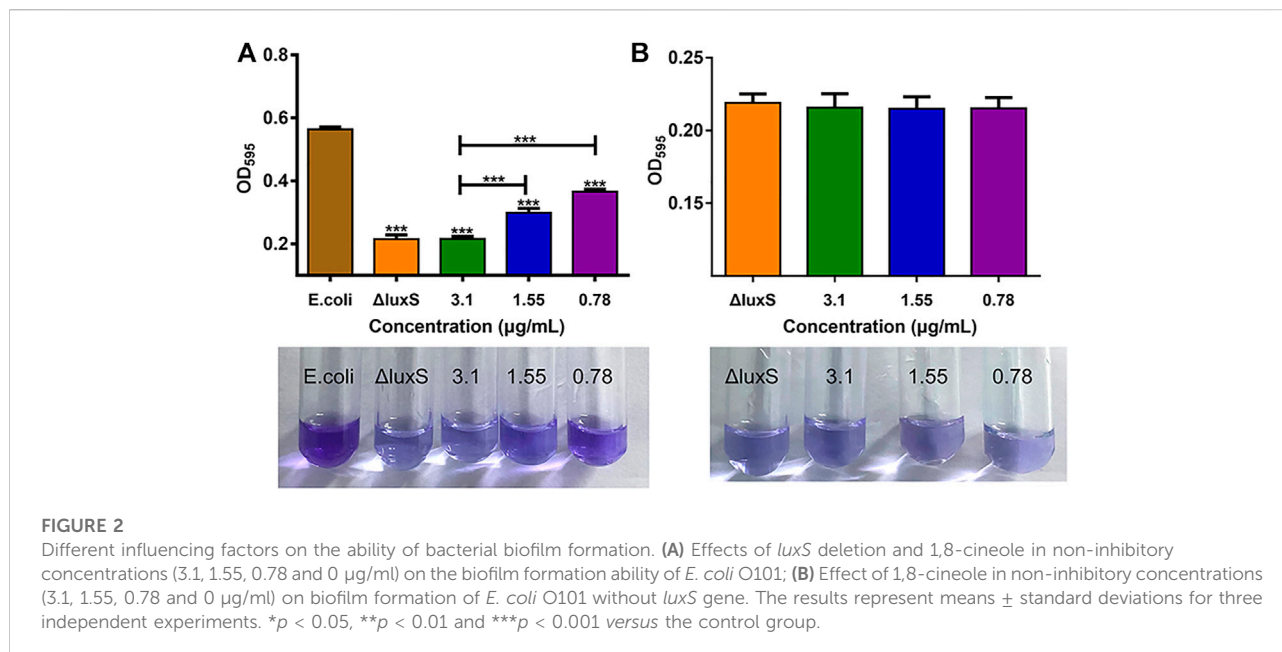 A
0.8
0.6
0.4
0.2
OD595
***
***
***
***
***
***
E.coli ΔluxS 3.1 1.55 0.78
Concentration (µg/mL)
E.coli ΔluxS 3.1 1.55 0.78
B
0.25
0.20
0.15
OD595
ΔluxS 3.1 1.55 0.78
Concentration (µg/mL)
ΔluxS 3.1 1.55 0.78
FIGURE 2
Different influencing factors on the ability of bacterial biofilm formation. (A) Effects of luxS deletion and 1,8-cineole in non-inhibitory
concentrations (3.1, 1.55, 0.78 and 0 µg/ml) on the biofilm formation ability of E. coli O101; (B) Effect of 1,8-cineole in non-inhibitory concentrations
(3.1, 1.55, 0.78 and 0 µg/ml) on biofilm formation of E. coli O101 without luxS gene. The results represent means ± standard deviations for three
independent experiments. *p < 0.05, **p < 0.01 and ***p < 0.001 versus the control group.